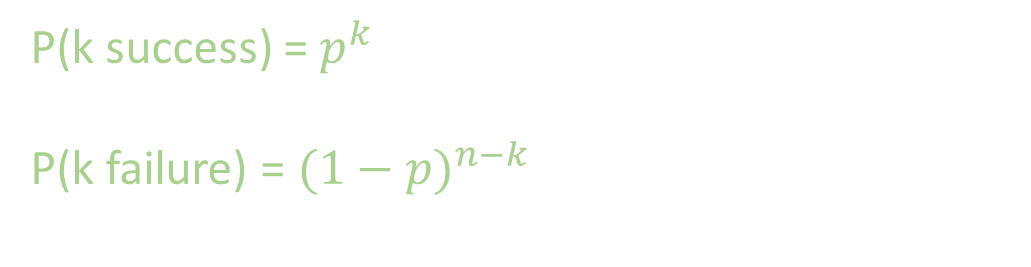 P(k success) = p^k
P(k failure) = (1 − p)^{n−k}